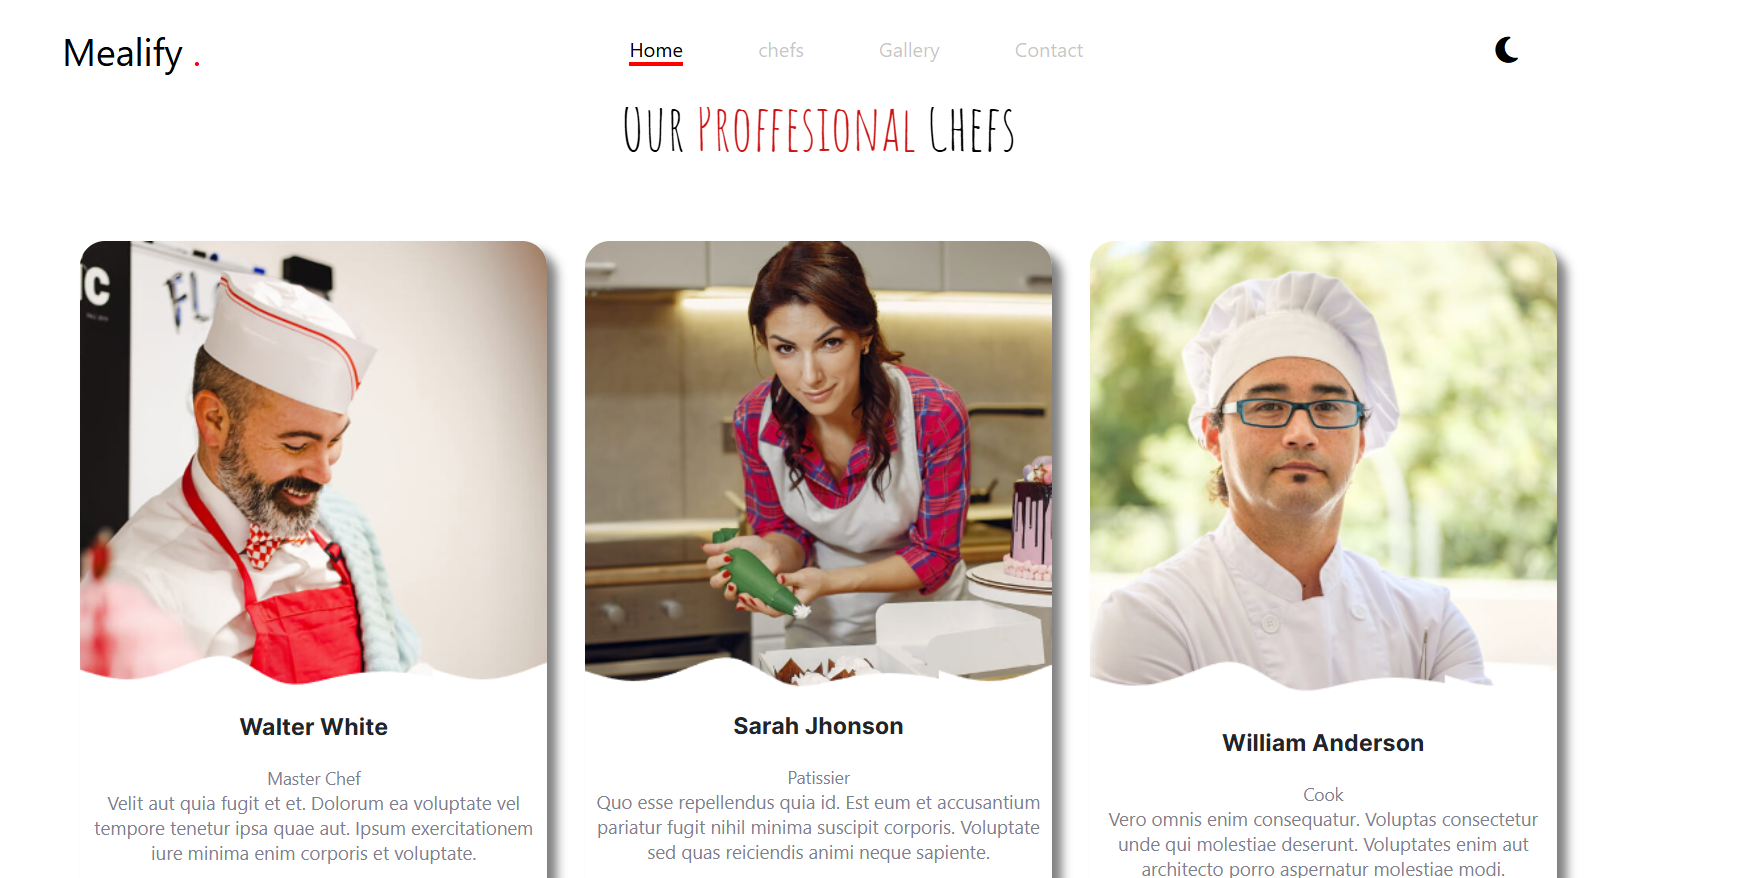 Mealify .
Home chefs Gallery Contact
Our Proffesional Chefs
IC
FL
Walter White
Master Chef
Velit aut quia fugit et et. Dolorum ea voluptate vel
tempore tenetur ipsa quae aut. Ipsum exercitationem
iure minima enim corporis et voluptate.
Sarah Jhonson
Patissier
Quo esse repellendus quia id. Est eum et accusantium
pariatur fugit nihil minima suscipit corporis. Voluptate
sed quas reiciendis animi neque sapiente.
William Anderson
Cook
Vero omnis enim consequatur. Voluptas consectetur
unde qui molestiae deserunt. Voluptates enim aut
architecto porro aspernatur molestiae modi.